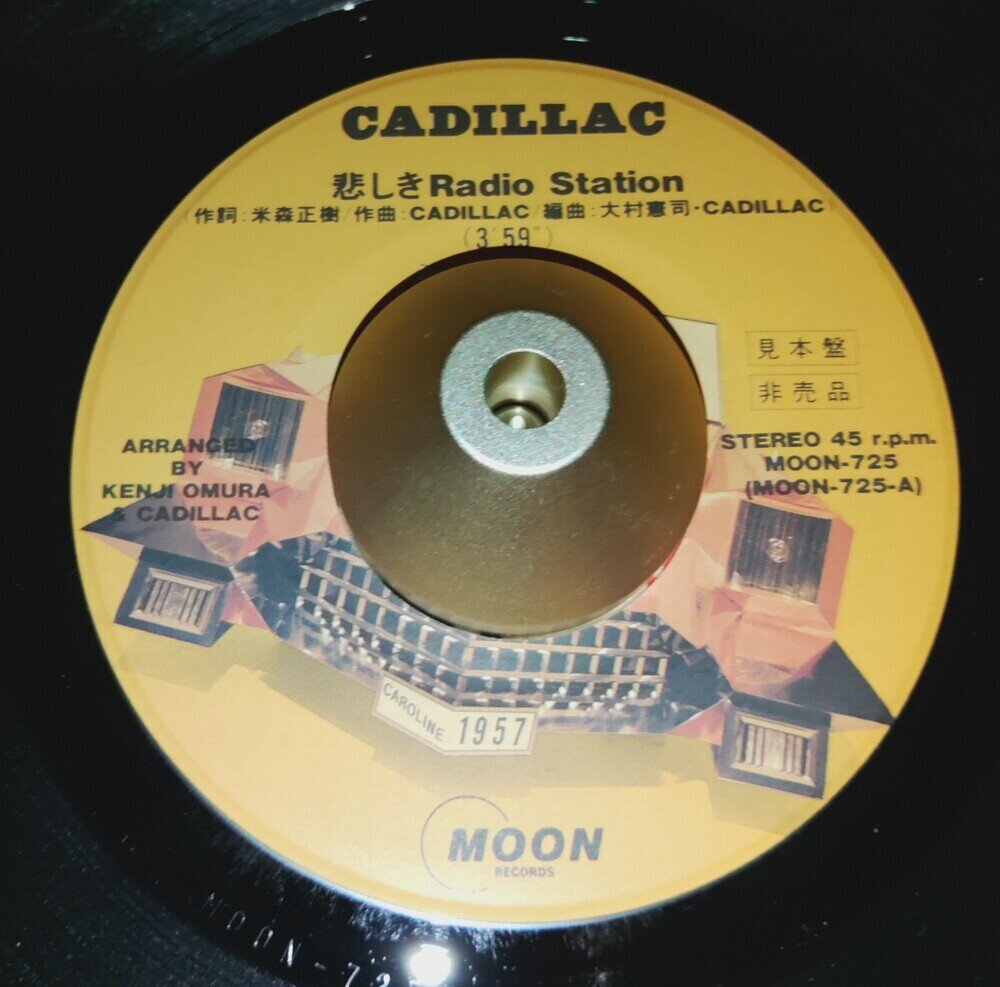 CADILLAC
悲しきRadio Station
(作詞:米森正樹/作曲:CADILLAC/編曲:大村憲司・CADILLAC)
(3′59″)
見本盤
非売品
ARRANGED
BY
KENJI OMURA
& CADILLAC
STEREO 45 r.p.m.
MOON-725
(MOON-725-A)
CAROLINE 1957
MOON
RECORDS
MOON-72